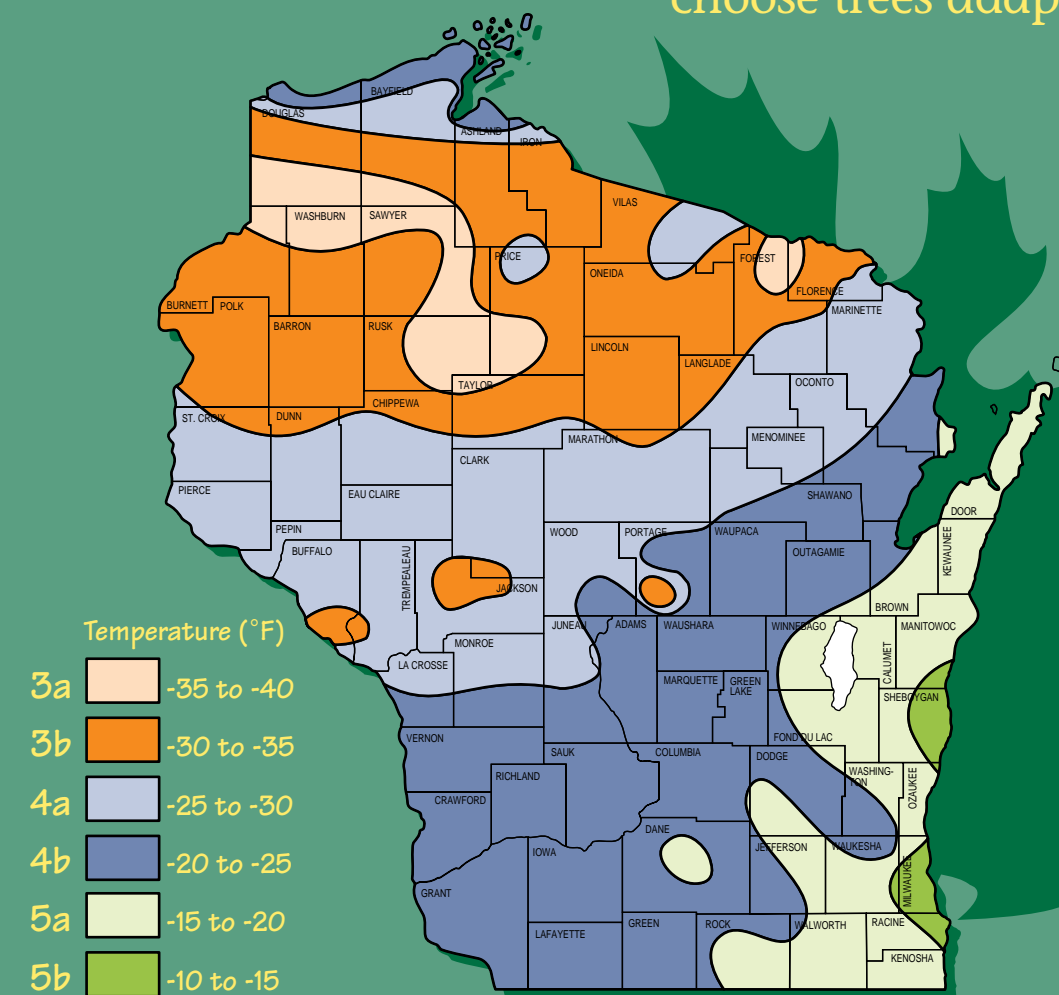 choose trees adap
BAYFIELD
DOUGLAS
ASHLAND
IRON
VILAS
WASHBURN
SAWYER
PRICE
FOREST
ONEIDA
FLORENCE
BURNETT
POLK
MARINETTE
BARRON
RUSK
LINCOLN
LANGLADE
TAYLOR
OCONTO
CHIPPEWA
ST. CROIX
DUNN
MARATHON
MENOMINEE
CLARK
PIERCE
EAU CLAIRE
SHAWANO
DOOR
PEPIN
WOOD
PORTAGE
WAUPACA
KEWAUNEE
BUFFALO
TREMPEALEAU
OUTAGAMIE
JACKSON
BROWN
JUNEAU
ADAMS
WAUSHARA
WINNEBAGO
MANITOWOC
MONROE
CALUMET
LA CROSSE
MARQUETTE
GREEN
LAKE
SHEBOYGAN
VERNON
FOND DU LAC
SAUK
COLUMBIA
DODGE
RICHLAND
WASHING-
TON
OZAUKEE
CRAWFORD
DANE
IOWA
JEFFERSON
WAUKESHA
MILWAUKEE
GRANT
LAFAYETTE
GREEN
ROCK
WALWORTH
RACINE
KENOSHA
Temperature (°F)
3a -35 to -40
3b -30 to -35
4a -25 to -30
4b -20 to -25
5a -15 to -20
5b -10 to -15